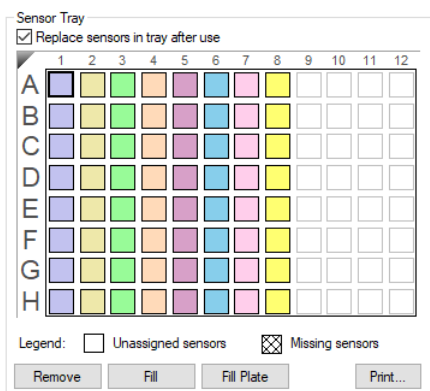 Sensor Tray
Replace sensors in tray after use
1 2 3 4 5 6 7 8 9 10 11 12
A
B
C
D
E
F
G
H
Legend: Unassigned sensors Missing sensors
Remove Fill Fill Plate Print...